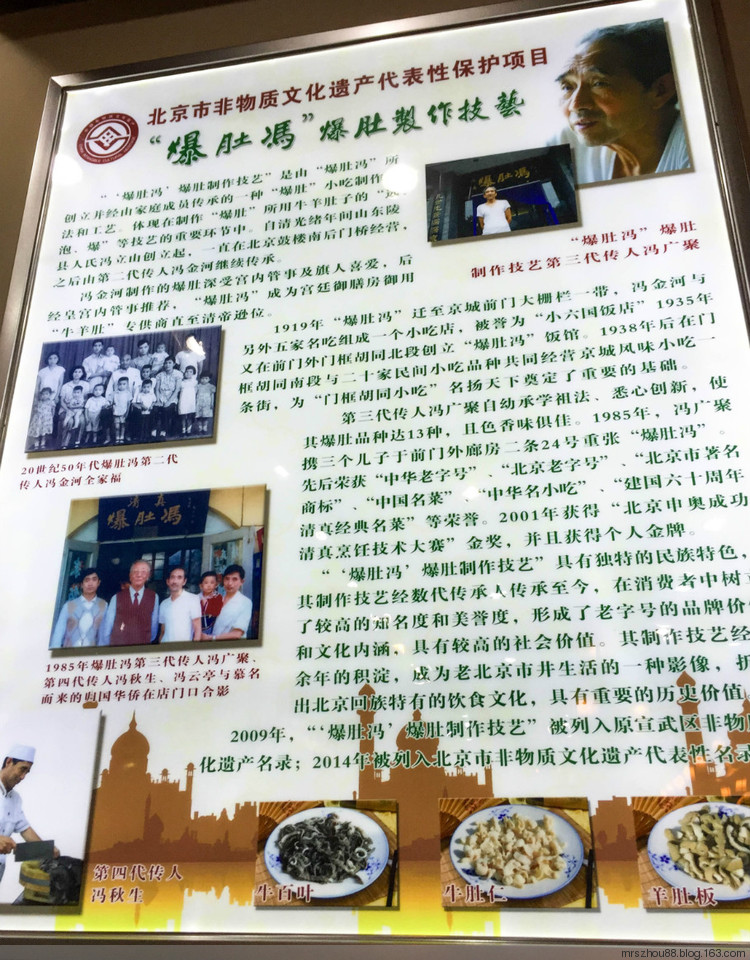 北京市非物质文化遗产代表性保护项目
“爆肚馮”爆肚製作技藝
“‘爆肚冯’爆肚制作技艺”是由“爆肚冯”所
创立并经由家庭成员传承的一种“爆肚”小吃制作
法和工艺。体现在制作“爆肚”所用牛羊肚子的
泡、爆”等技艺的重要环节中。自清光绪年间山东陵
县人氏冯立山创立起，一直在北京鼓楼南后门桥经营，
之后由第二代传人冯金河继续传承。
冯金河制作的爆肚深受宫内管事及旗人喜爱，后
经皇宫内管事推荐，“爆肚冯”成为宫廷御膳房御用
“牛羊肚”专供商直至清帝逊位。
爆肚馮
“爆肚冯”爆肚
制作技艺第三代传人冯广聚
1919年“爆肚冯”迁至京城前门大栅栏一带，冯金河与
另外五家名吃组成一个小吃店，被誉为“小六国饭店”1935年
又在前门外门框胡同北段创立“爆肚冯”饭馆。1938年后在门
框胡同南段与二十家民间小吃品种共同经营京城风味小吃一
条街，为“门框胡同小吃”名扬天下奠定了重要的基础。
第三代传人冯广聚自幼承学祖法、悉心创新，使
其爆肚品种达13种，且色香味俱佳。1985年，冯广聚
携三个儿子于前门外廊房二条24号重张“爆肚冯”。
先后荣获“中华老字号”、“北京老字号”、“北京市著名
商标”、“中国名菜”、“中华名小吃”、“建国六十周年
清真经典名菜”等荣誉。2001年获得“北京申奥成功
清真烹饪技术大赛”金奖，并且获得个人金牌。
“‘爆肚冯’爆肚制作技艺”具有独特的民族特色，
其制作技艺经数代传承人传承至今，在消费者中树立
了较高的知名度和美誉度，形成了老字号的品牌价
和文化内涵，具有较高的社会价值。其制作技艺经
余年的积淀，成为老北京市井生活的一种影像，折
出北京回族特有的饮食文化，具有重要的历史价值
2009年，“‘爆肚冯’爆肚制作技艺”被列入原宣武区非物质
化遗产名录；2014年被列入北京市非物质文化遗产代表性名录
20世纪50年代爆肚冯第二代
传人冯金河全家福
清真
爆肚馮
1985年爆肚冯第三代传人冯广聚、
第四代传人冯秋生、冯云亭与慕名
而来的归国华侨在店门口合影
第四代传人
冯秋生
牛百叶
牛肚仁
羊肚板
mrszhou88.blog.163.com